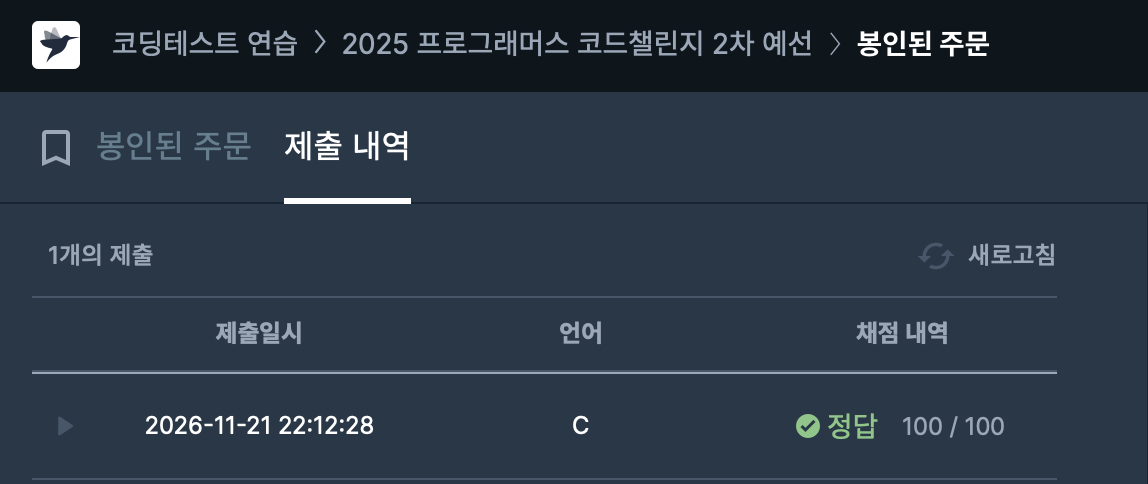 코딩테스트 연습 > 2025 프로그래머스 코드챌린지 2차 예선 > 봉인된 주문
봉인된 주문 제출 내역
1개의 제출 새로고침
제출일시 언어 채점 내역
2026-11-21 22:12:28 C 정답 100 / 100